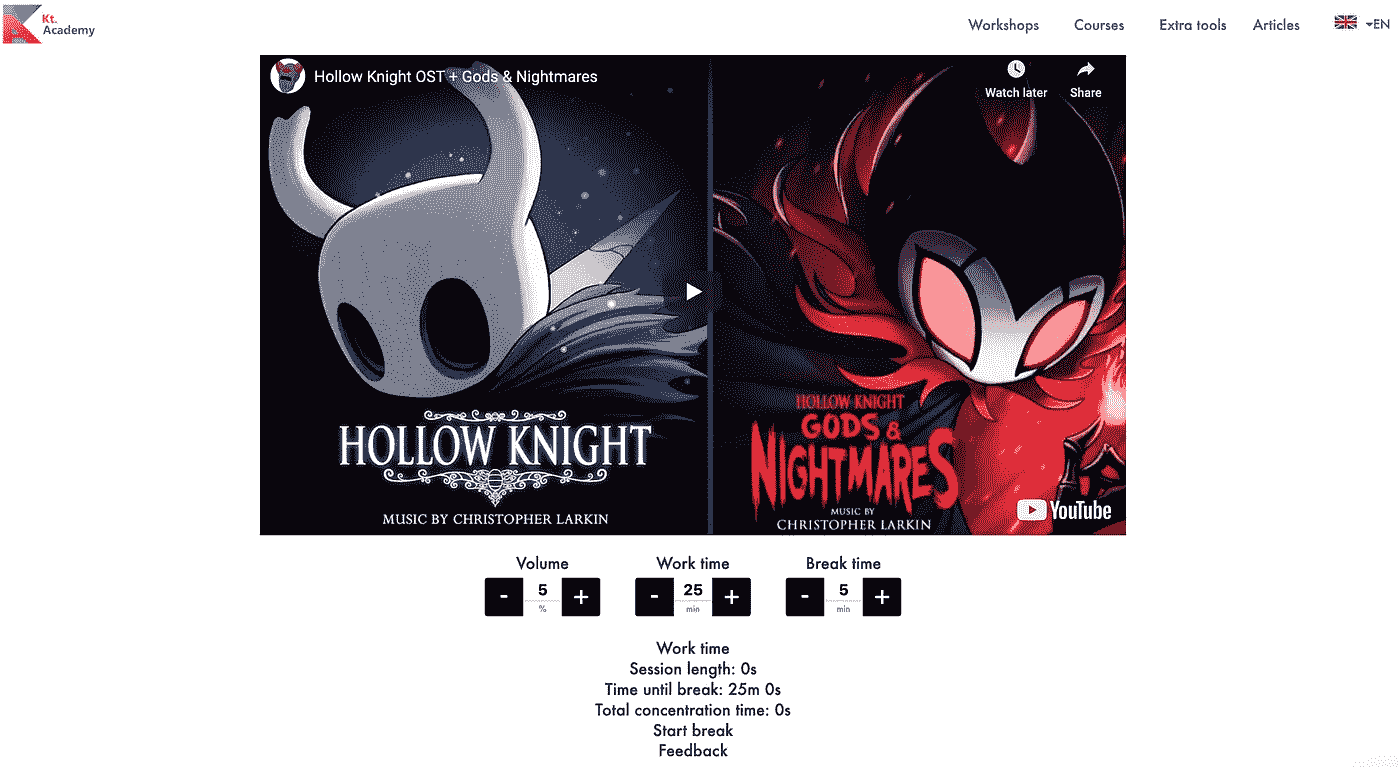 Kt.
Academy
Workshops Courses Extra tools Articles EN
Hollow Knight OST + Gods & Nightmares
Watch later Share
HOLLOW KNIGHT
MUSIC BY CHRISTOPHER LARKIN
HOLLOW KNIGHT
GODS &
NIGHTMARES
MUSIC BY
CHRISTOPHER LARKIN
YouTube
Volume Work time Break time
- 5 + - 25 + - 5 +
% min min
Work time
Session length: 0s
Time until break: 25m 0s
Total concentration time: 0s
Start break
Feedback